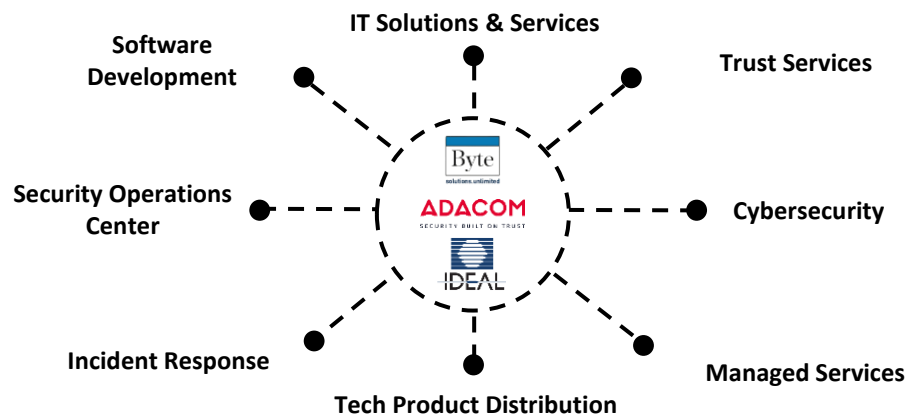 IT Solutions & Services
Software
Development
Trust Services
Byte
solutions.unlimited
Security Operations
Center
ADACOM
SECURITY BUILT ON TRUST
Cybersecurity
IDEAL
Incident Response
Managed Services
Tech Product Distribution